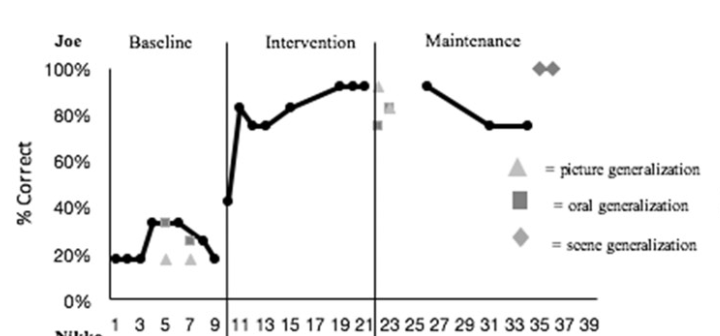 Joe Baseline Intervention Maintenance
100%
80%
60%
40%
20%
0%
% Correct
= picture generalization
= oral generalization
= scene generalization
1 3 5 7 9 11 13 15 17 19 21 23 25 27 29 31 33 35 37 39